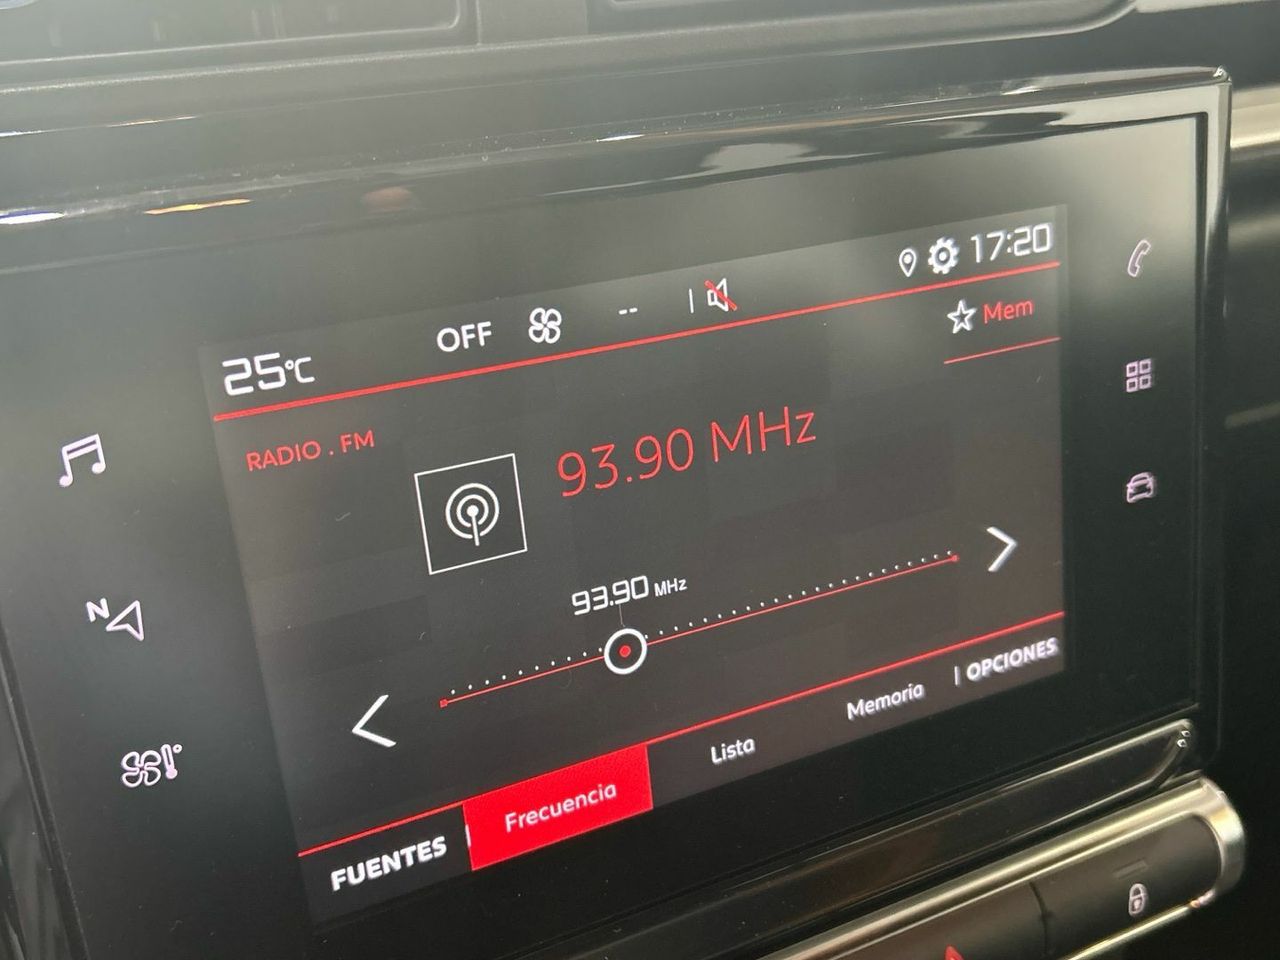 25°C OFF -- 17:20
Mem
RADIO . FM
93.90 MHz
93.90 MHz
N
FUENTES Frecuencia Lista Memoria OPCIONES